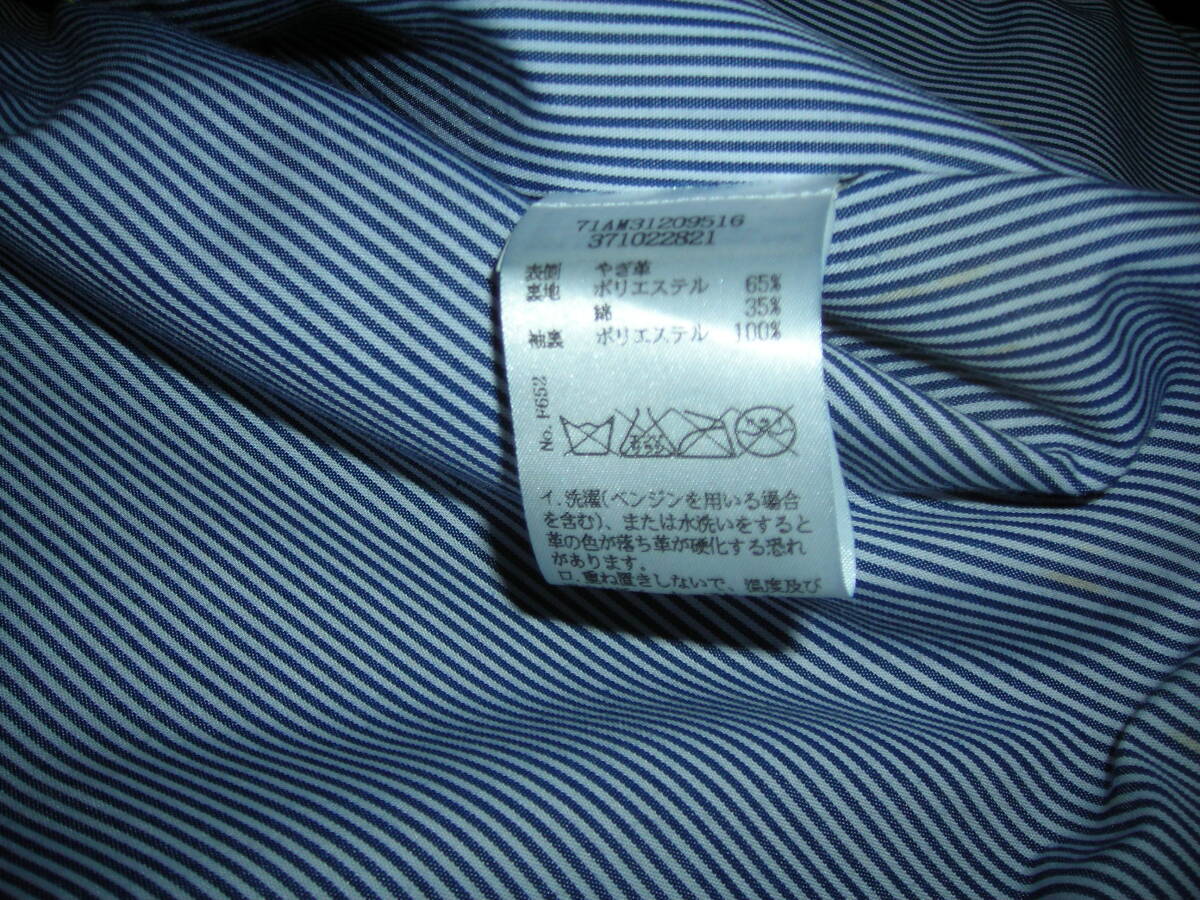 71AM31209516
371022821
表側 やぎ革
裏地 ポリエステル 65%
綿 35%
袖裏 ポリエステル 100%
No. F652
イ.洗濯(ベンジンを用いる場合
を含む)、または水洗いをすると
革の色が落ち革が硬化する恐れ
があります。
ロ.重ね置きしないで、温度及び